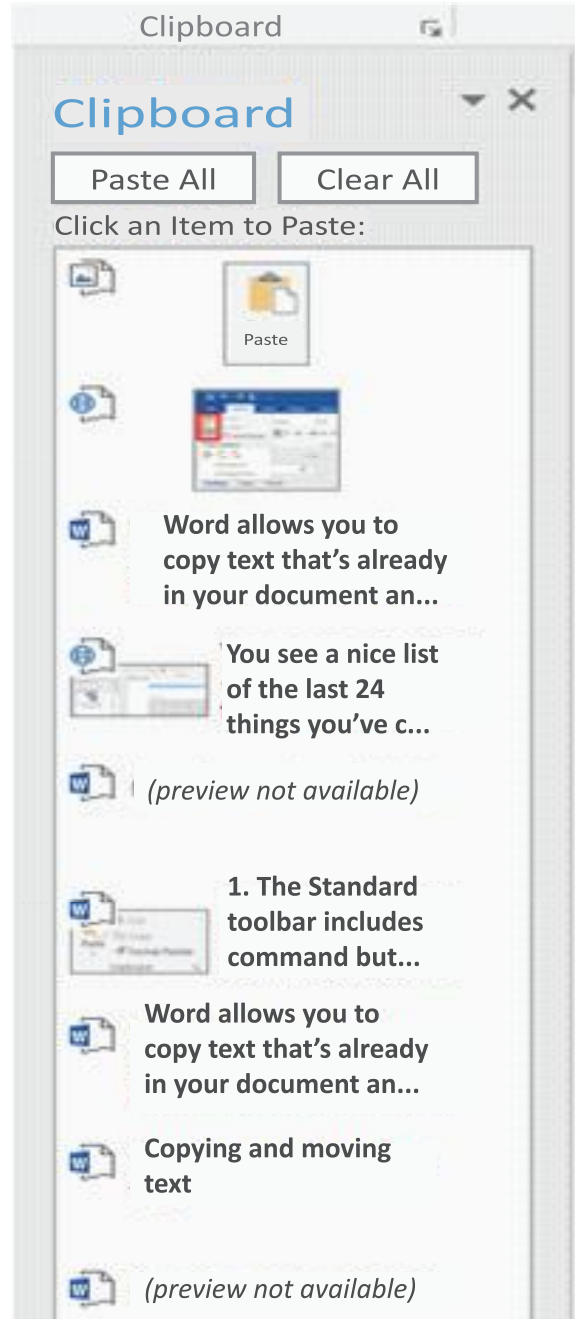 Clipboard
Clipboard
Paste All Clear All
Click an Item to Paste:
Paste
Word allows you to
copy text that’s already
in your document an...
You see a nice list
of the last 24
things you’ve c...
(preview not available)
1. The Standard
toolbar includes
command but...
Word allows you to
copy text that’s already
in your document an...
Copying and moving
text
(preview not available)